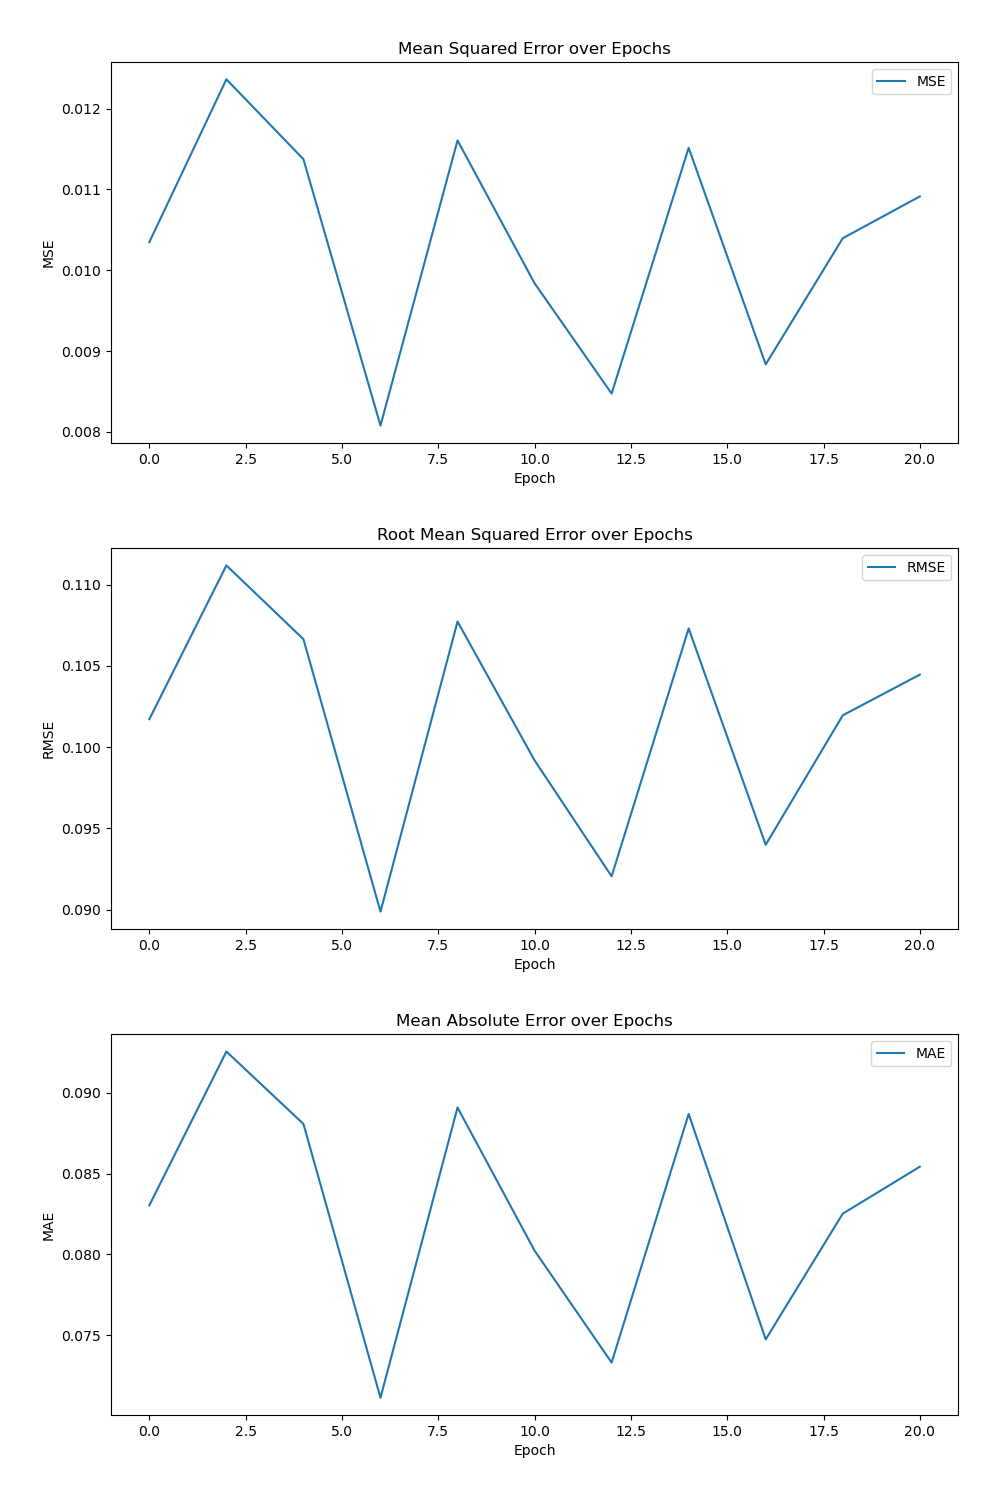 Mean Squared Error over Epochs
MSE
0.012
0.011
0.010
0.009
0.008
MSE
0.0 2.5 5.0 7.5 10.0 12.5 15.0 17.5 20.0
Epoch
Root Mean Squared Error over Epochs
RMSE
0.110
0.105
0.100
0.095
0.090
RMSE
0.0 2.5 5.0 7.5 10.0 12.5 15.0 17.5 20.0
Epoch
Mean Absolute Error over Epochs
MAE
0.090
0.085
0.080
0.075
MAE
0.0 2.5 5.0 7.5 10.0 12.5 15.0 17.5 20.0
Epoch